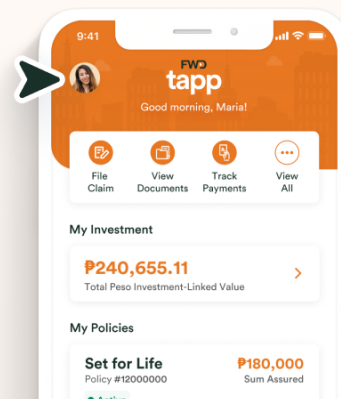 9:41
FWD
tapp
Good morning, Maria!
File
Claim
View
Documents
Track
Payments
View
All
My Investment
₱240,655.11
Total Peso Investment-Linked Value
My Policies
Set for Life
₱180,000
Policy #12000000
Sum Assured
Active